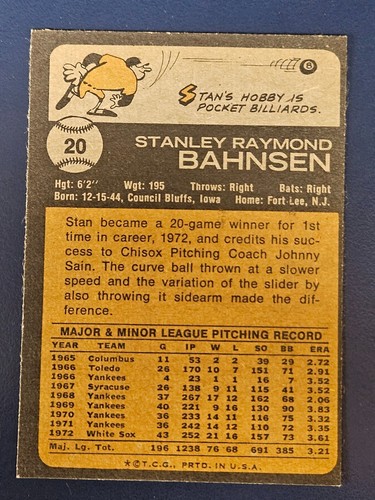 6
STAN'S HOBBY IS
POCKET BILLIARDS.
20
STANLEY RAYMOND
BAHNSEN
Hgt: 6'2" Wgt: 195 Throws: Right Bats: Right
Born: 12-15-44, Council Bluffs, Iowa Home: Fort Lee, N.J.
Stan became a 20-game winner for 1st
time in career, 1972, and credits his suc-
cess to Chisox Pitching Coach Johnny
Sain. The curve ball thrown at a slower
speed and the variation of the slider by
also throwing it sidearm made the dif-
ference.
MAJOR & MINOR LEAGUE PITCHING RECORD
YEAR TEAM G IP W L SO BB ERA
1965 Columbus 11 53 2 2 39 29 2.72
1966 Toledo 26 170 10 7 151 71 2.91
1966 Yankees 4 23 1 1 16 7 3.52
1967 Syracuse 26 138 9 11 115 41 3.52
1968 Yankees 37 267 17 12 162 68 2.06
1969 Yankees 40 221 9 16 130 90 3.83
1970 Yankees 36 233 14 11 116 75 3.32
1971 Yankees 36 242 14 12 110 72 3.35
1972 White Sox 43 252 21 16 157 73 3.61
Maj. Lg. Tot. 196 1238 76 68 691 385 3.21
★©T.C.G., PRTD. IN U.S.A.